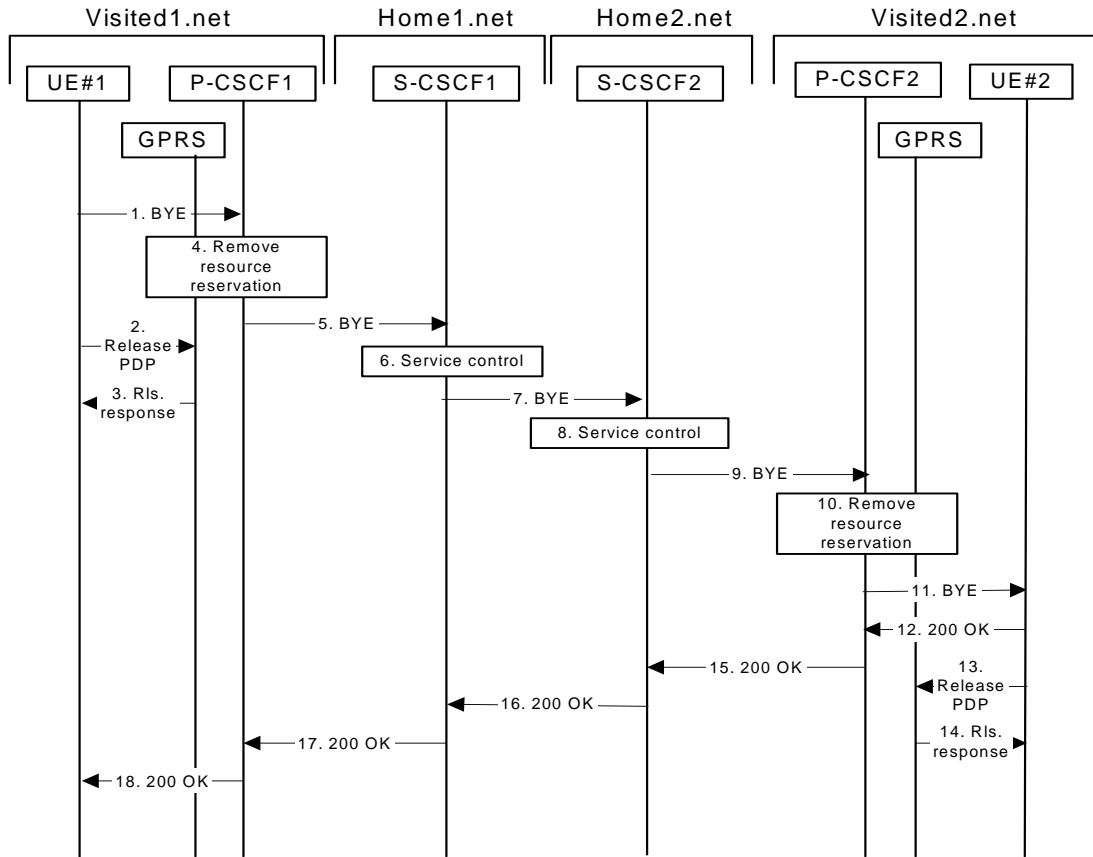 Visited1.net
Home1.net
Home2.net
Visited2.net
UE#1
P-CSCF1
S-CSCF1
S-CSCF2
P-CSCF2
UE#2
GPRS
GPRS
1. BYE
4. Remove
resource
reservation
5. BYE
2.
Release
PDP
6. Service control
3. Rls.
response
7. BYE
8. Service control
9. BYE
10. Remove
resource
reservation
11. BYE
12. 200 OK
15. 200 OK
13.
Release
PDP
16. 200 OK
14. Rls.
response
17. 200 OK
18. 200 OK